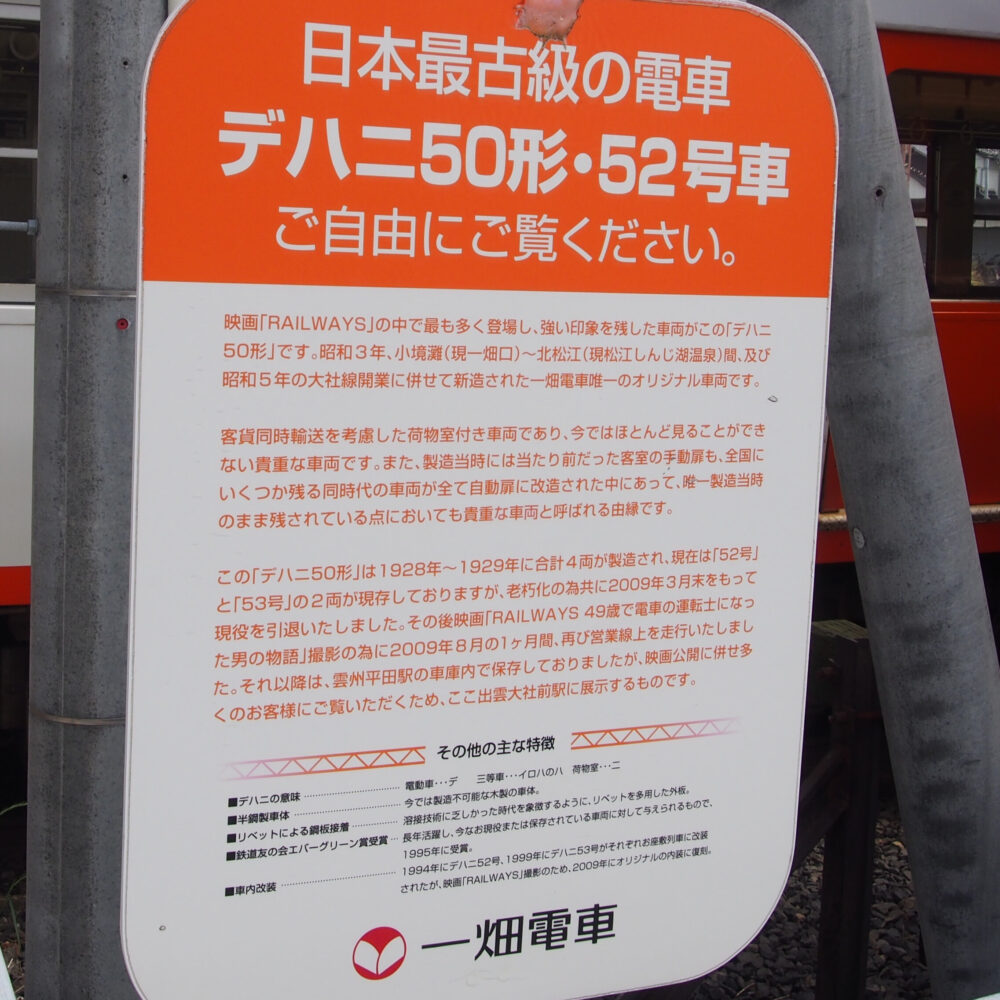 日本最古級の電車
デハニ50形・52号車
ご自由にご覧ください。
映画「RAILWAYS」の中で最も多く登場し、強い印象を残した車両がこの「デハニ
50形」です。昭和3年、小境灘(現一畑口)～北松江(現松江しんじ湖温泉)間、及び
昭和5年の大社線開業に併せて新造された一畑電車唯一のオリジナル車両です。
客貨同時輸送を考慮した荷物室付き車両であり、今ではほとんど見ることができ
ない貴重な車両です。また、製造当時には当たり前だった客室の手動扉も、全国に
いくつか残る同時代の車両が全て自動扉に改造された中にあって、唯一製造当時
のまま残されている点においても貴重な車両と呼ばれる由縁です。
この「デハニ50形」は1928年～1929年に合計4両が製造され、現在は「52号」
と「53号」の2両が現存しておりますが、老朽化の為共に2009年3月末をもって
現役を引退いたしました。その後映画「RAILWAYS 49歳で電車の運転士になっ
た男の物語」撮影の為に2009年8月の1ヶ月間、再び営業線上を走行いたしまし
た。それ以降は、雲州平田駅の車庫内で保存しておりましたが、映画公開に併せ多
くのお客様にご覧いただくため、ここ出雲大社前駅に展示するものです。
その他の主な特徴
■デハニの意味 電動車・・・デ 三等車・・・イロハのハ 荷物室・・・ニ
■半鋼製車体 今では製造不可能な木製の車体。
■リベットによる鋼板接着 溶接技術に乏しかった時代を象徴するように、リベットを多用した外板。
■鉄道友の会エバーグリーン賞受賞 長年活躍し、今なお現役または保存されている車両に対して与えられるもので、
1995年に受賞。
■車内改装 1994年にデハニ52号、1999年にデハニ53号がそれぞれお座敷列車に改装
されたが、映画「RAILWAYS」撮影のため、2009年にオリジナルの内装に復刻。
一畑電車